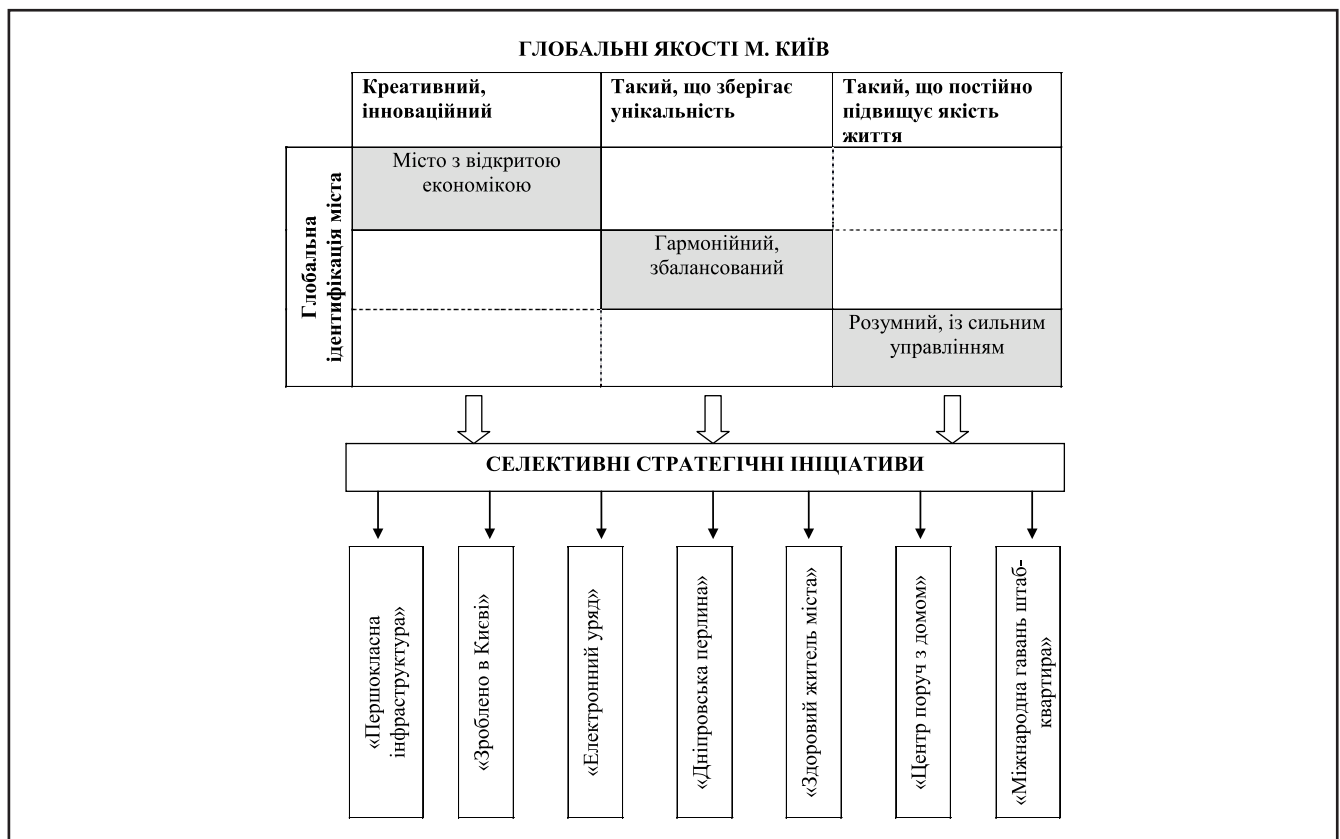 ГЛОБАЛЬНІ ЯКОСТІ М. КИЇВ
Креативний,
інноваційний
Такий, що зберігає
унікальність
Такий, що постійно
підвищує якість
життя
Глобальна
ідентифікація міста
Місто з відкритою
економікою
Гармонійний,
збалансований
Розумний, із сильним
управлінням
СЕЛЕКТИВНІ СТРАТЕГІЧНІ ІНІЦІАТИВИ
«Першокласна
інфраструктура»
«Зроблено в Києві»
«Електронний уряд»
«Дніпровська перлина»
«Здоровий житель міста»
«Центр поруч з домом»
«Міжнародна гавань штаб-
квартира»